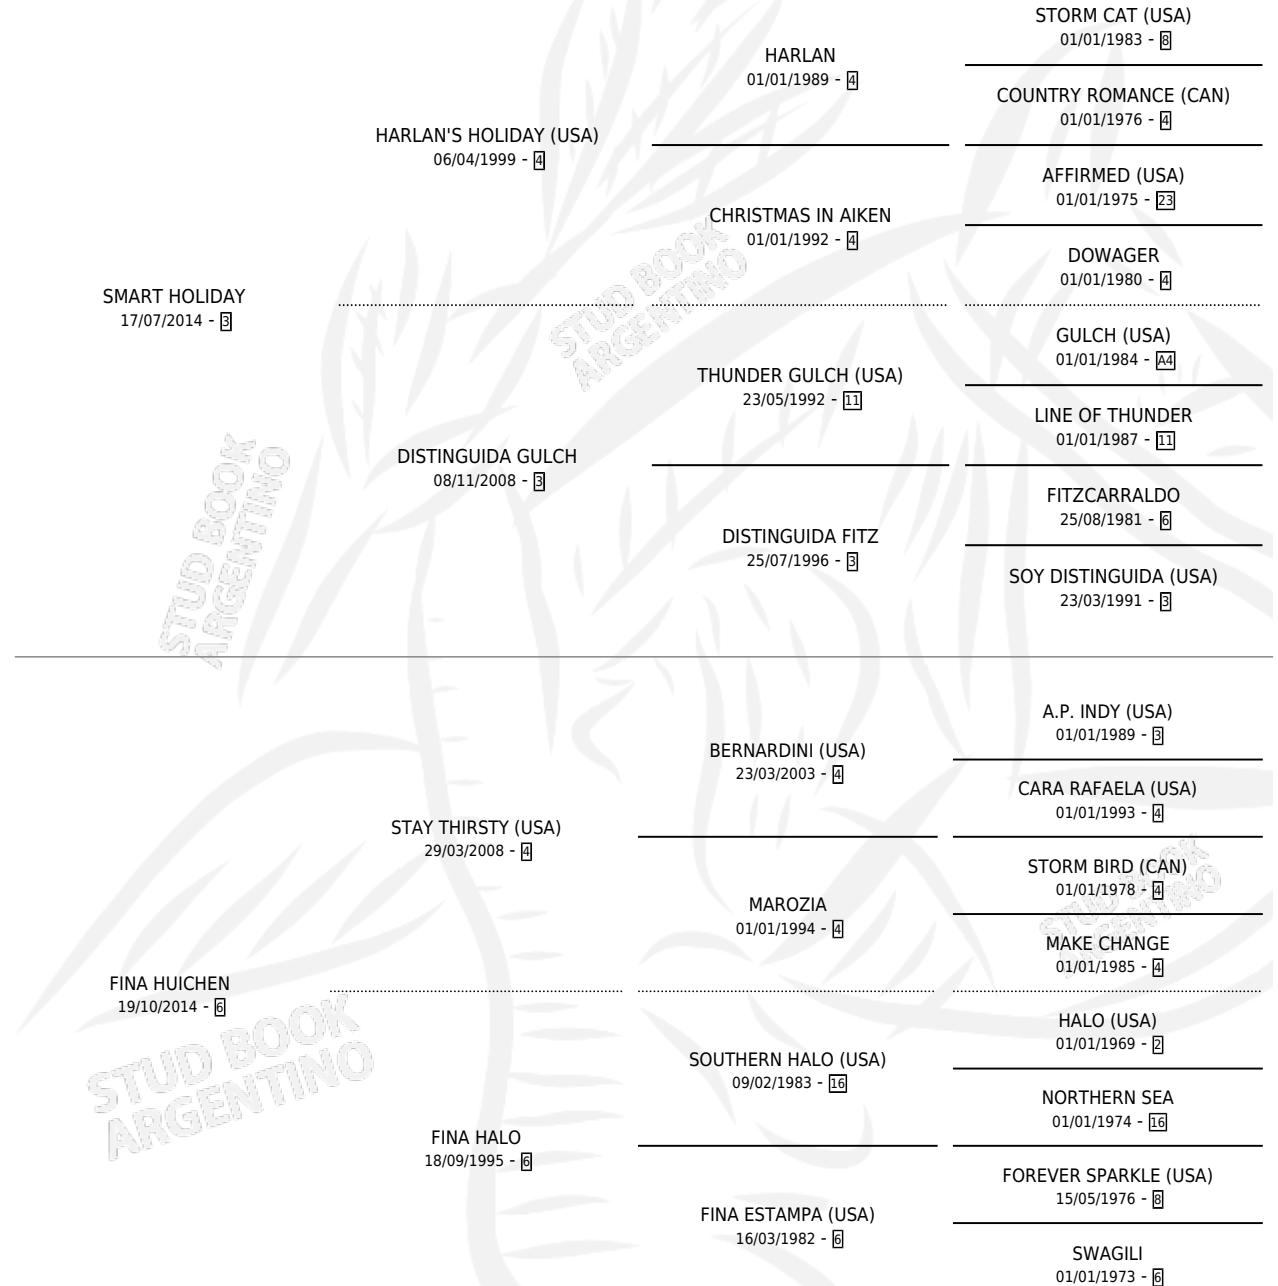 STORM CAT (USA)
01/01/1983 - 8
HARLAN
01/01/1989 - 4
COUNTRY ROMANCE (CAN)
01/01/1976 - 4
HARLAN'S HOLIDAY (USA)
06/04/1999 - 4
AFFIRMED (USA)
01/01/1975 - 23
CHRISTMAS IN AIKEN
01/01/1992 - 4
DOWAGER
01/01/1980 - 4
SMART HOLIDAY
17/07/2014 - 3
GULCH (USA)
01/01/1984 - A4
THUNDER GULCH (USA)
23/05/1992 - 11
LINE OF THUNDER
01/01/1987 - 11
DISTINGUIDA GULCH
08/11/2008 - 3
FITZCARRALDO
25/08/1981 - 6
DISTINGUIDA FITZ
25/07/1996 - 3
SOY DISTINGUIDA (USA)
23/03/1991 - 3
STUD BOOK
ARGENTINO
STUD BOOK
ARGENTINO
A.P. INDY (USA)
01/01/1989 - 3
BERNARDINI (USA)
23/03/2003 - 4
CARA RAFAELA (USA)
01/01/1993 - 4
STAY THIRSTY (USA)
29/03/2008 - 4
STORM BIRD (CAN)
01/01/1978 - 4
MAROZIA
01/01/1994 - 4
MAKE CHANGE
01/01/1985 - 4
STUD BOOK
ARGENTINO
FINA HUICHEN
19/10/2014 - 6
HALO (USA)
01/01/1969 - 2
SOUTHERN HALO (USA)
09/02/1983 - 16
NORTHERN SEA
01/01/1974 - 16
STUD BOOK
ARGENTINO
FINA HALO
18/09/1995 - 6
FOREVER SPARKLE (USA)
15/05/1976 - 8
FINA ESTAMPA (USA)
16/03/1982 - 6
SWAGILI
01/01/1973 - 6